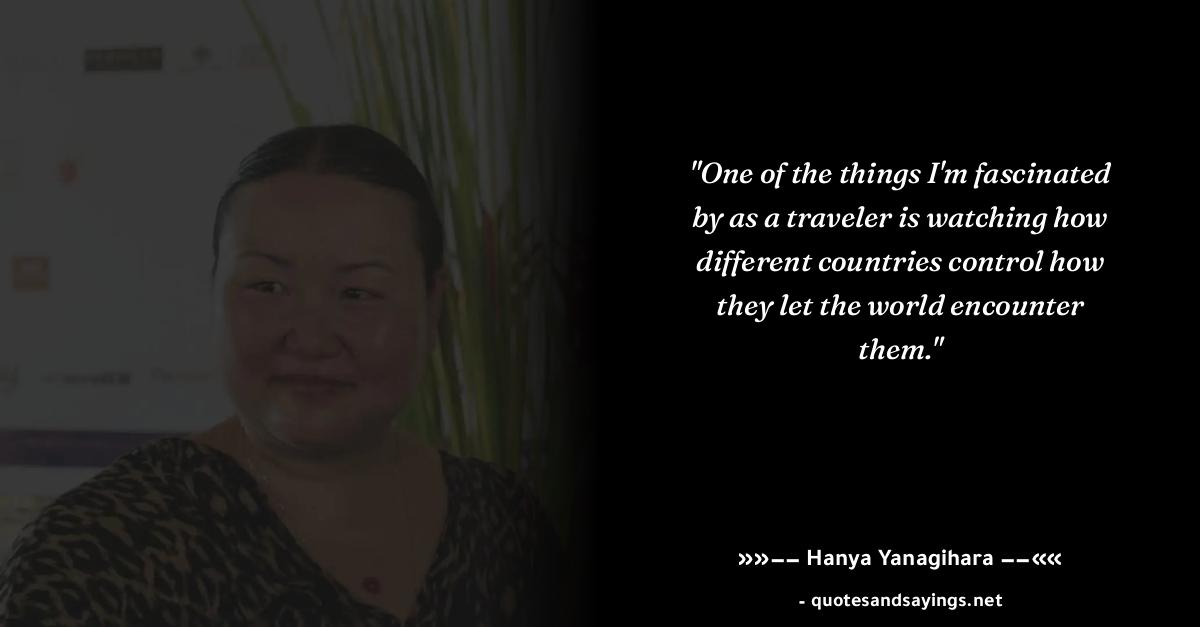 "One of the things I'm fascinated
by as a traveler is watching how
different countries control how
they let the world encounter
them."
»»–– Hanya Yanagihara ––««
- quotesandsayings.net